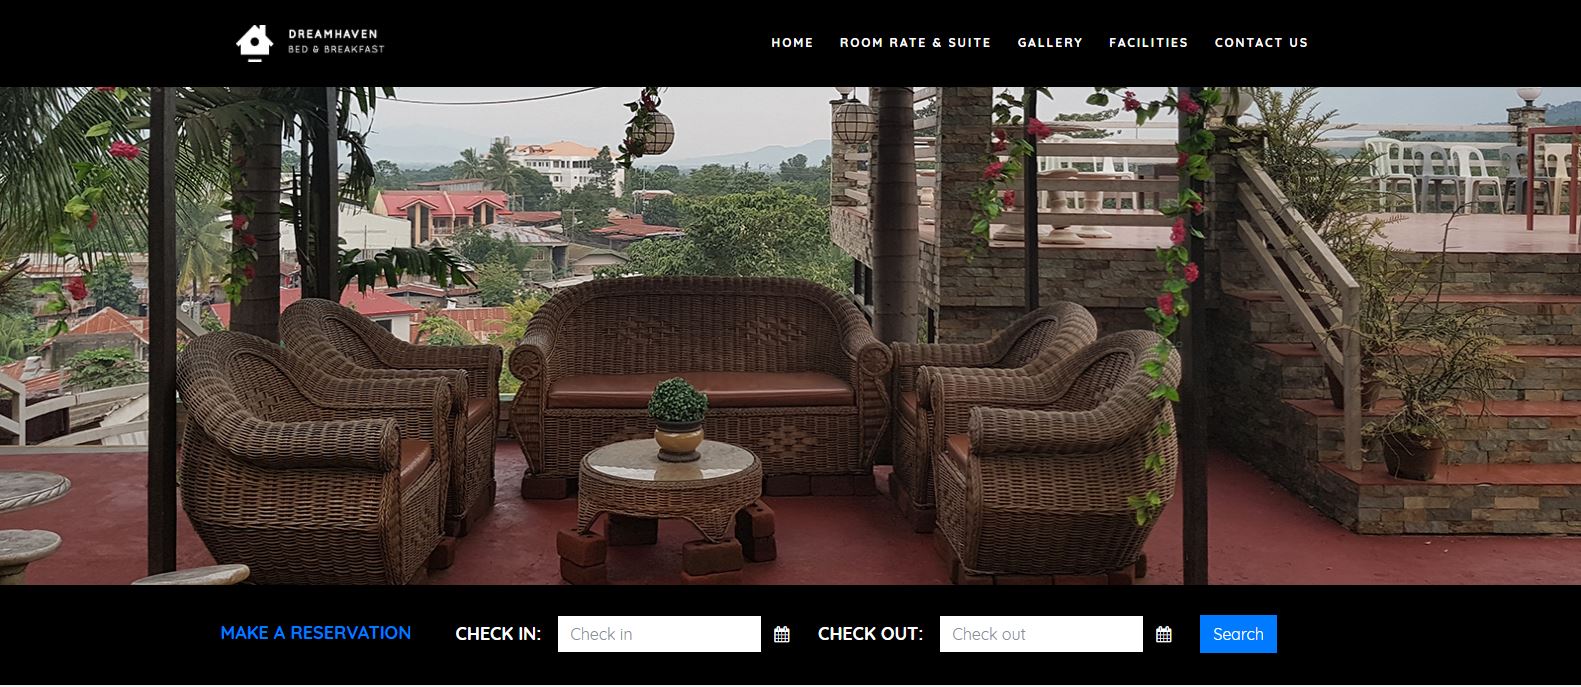 DREAMHAVEN
BED & BREAKFAST
HOME ROOM RATE & SUITE GALLERY FACILITIES CONTACT US
MAKE A RESERVATION CHECK IN: Check in CHECK OUT: Check out Search